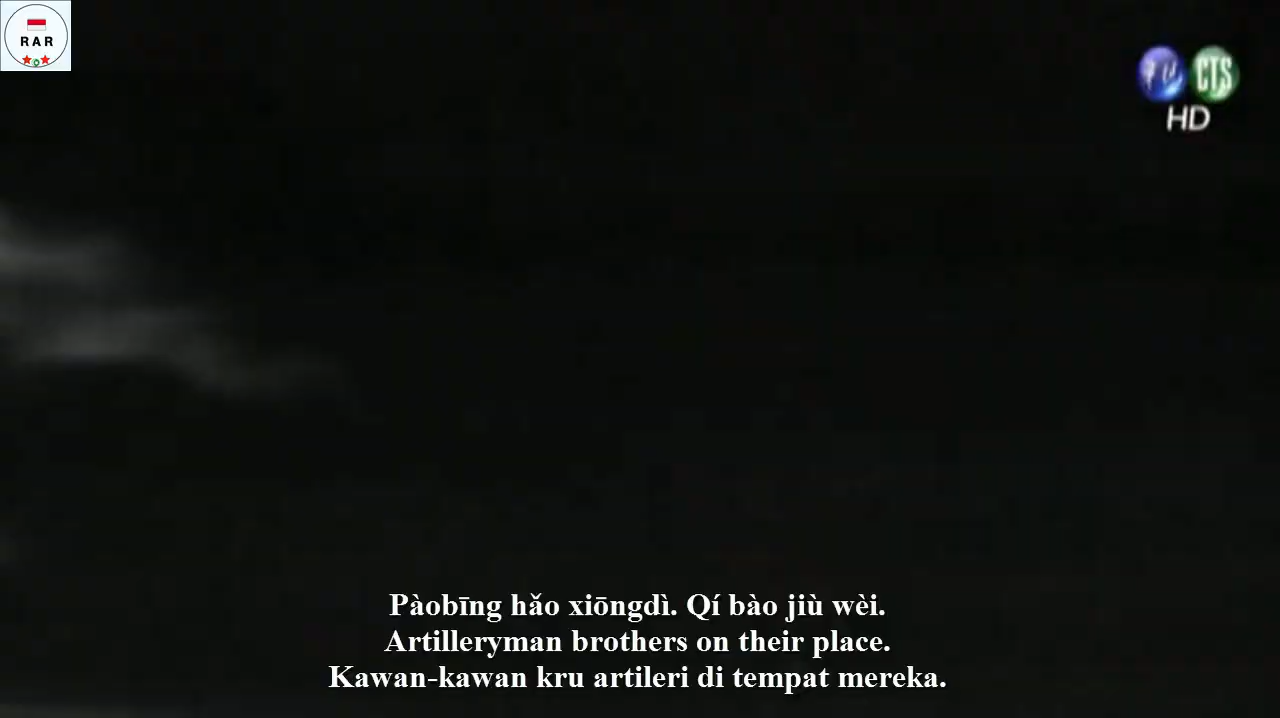 RAR
CTS
HD
Pàobīng hǎo xiōngdì. Qí bào jiù wèi.
Artilleryman brothers on their place.
Kawan-kawan kru artileri di tempat mereka.